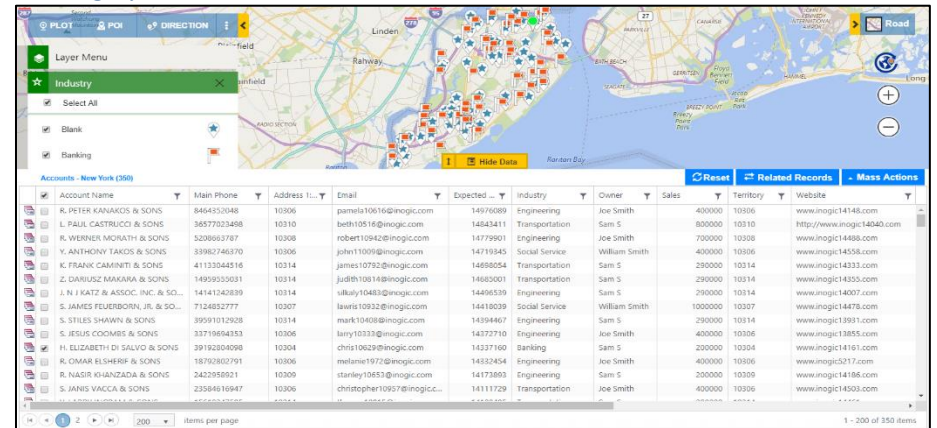 PLOT POI DIRECTION
Road
Linden
Rahway
Layer Menu
Industry
Select All
Blank
Banking
Raritan Bay
Hide Data
Accounts - New York (350)
Reset Related Records Mass Actions
Account Name Main Phone Address 1:... Email Expected ... Industry Owner Sales Territory Website
R. PETER KANAKOS & SONS 8464352048 10306 pamela10616@inogic.com 14976089 Engineering Joe Smith 400000 10306 www.inogic14148.com
L. PAUL CASTRUCCI & SONS 36577023498 10310 beth10516@inogic.com 14843411 Transportation Sam S 800000 10310 http://www.inogic14040.com
R. WERNER MORATH & SONS 5208663787 10308 robert10942@inogic.com 14779901 Engineering Joe Smith 700000 10308 www.inogic14488.com
Y. ANTHONY TAKOS & SONS 33982746370 10306 john11009@inogic.com 14719345 Social Service William Smith 400000 10306 www.inogic14558.com
K. FRANK CAMINITI & SONS 41133044516 10314 james10792@inogic.com 14698054 Transportation Sam S 290000 10314 www.inogic14333.com
Z. DARIUSZ MAKARA & SONS 14959355031 10314 judith10814@inogic.com 14685001 Transportation Sam S 290000 10314 www.inogic14355.com
J. N I KATZ & ASSOC. INC. & SO... 14141242839 10314 silkaly10483@inogic.com 14496539 Engineering Sam S 290000 10314 www.inogic14007.com
S. JAMES FEUERBORN, JR. & SO... 7124852777 10307 lawris10932@inogic.com 14418039 Social Service William Smith 1000000 10307 www.inogic14478.com
S. STILES SHAWN & SONS 39591012928 10314 mark10408@inogic.com 14394467 Engineering Sam S 290000 10314 www.inogic13931.com
S. JESUS COOMBS & SONS 33719694353 10306 larry10333@inogic.com 14372710 Engineering Joe Smith 400000 10306 www.inogic13855.com
H. ELIZABETH DI SALVO & SONS 39192804098 10304 chris10629@inogic.com 14337160 Banking Sam S 200000 10304 www.inogic14161.com
R. OMAR ELSHERIF & SONS 18792802791 10306 melanie1972@inogic.com 14332454 Engineering Joe Smith 400000 10306 www.inogic5217.com
R. NASIR KHANZADA & SONS 2422958921 10309 stanley10653@inogic.com 14173893 Engineering Sam S 200000 10309 www.inogic14186.com
S. JANIS VACCA & SONS 23584616947 10306 christopher10957@inogic.c... 14111729 Transportation Joe Smith 400000 10306 www.inogic14503.com
1 2 200 items per page 1 - 200 of 350 items